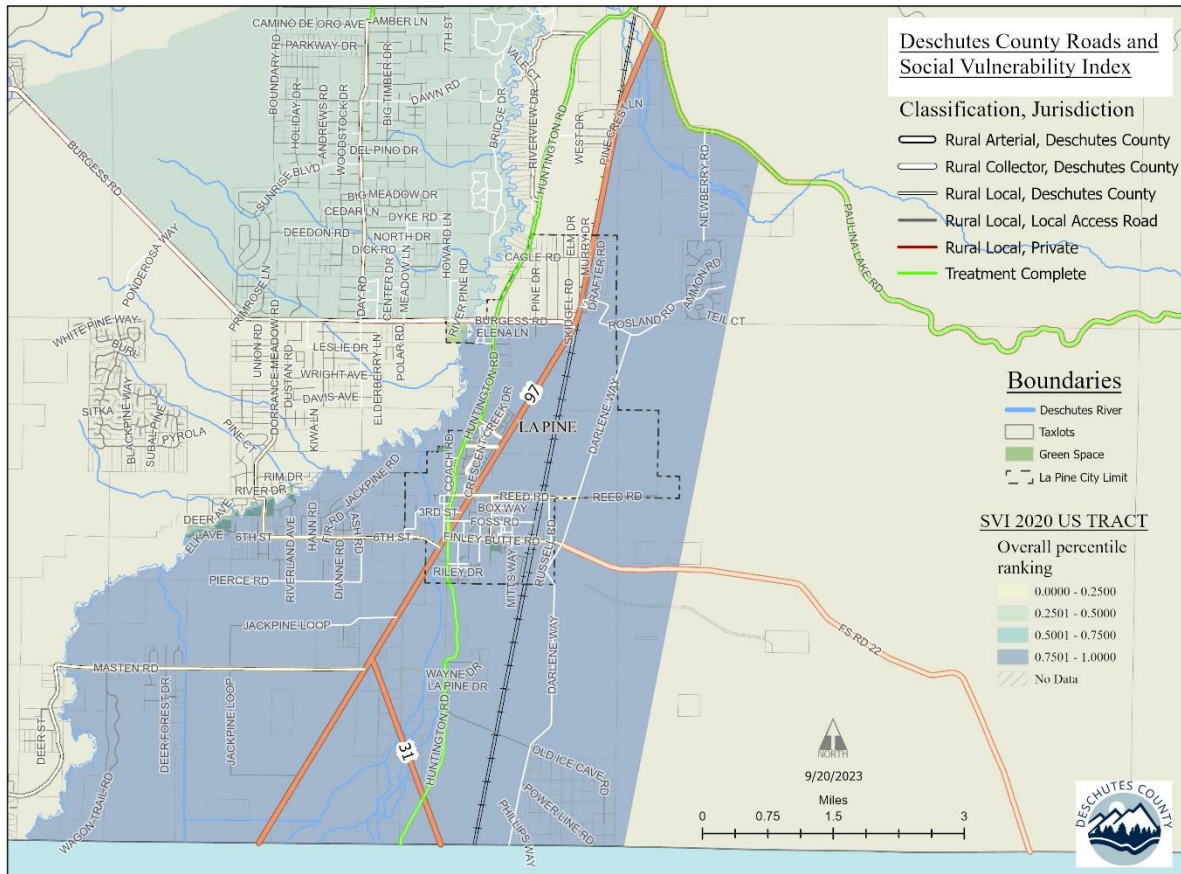 Deschutes County Roads and
Social Vulnerability Index
Classification, Jurisdiction
Rural Arterial, Deschutes County
Rural Collector, Deschutes County
Rural Local, Deschutes County
Rural Local, Local Access Road
Rural Local, Private
Treatment Complete
Boundaries
Deschutes River
Taxlots
Green Space
La Pine City Limit
SVI 2020 US TRACT
Overall percentile
ranking
0.0000 - 0.2500
0.2501 - 0.5000
0.5001 - 0.7500
0.7501 - 1.0000
No Data
NORTH
9/20/2023
Miles
0 0.75 1.5 3
DESCHUTES COUNTY
CAMINO DE ORO AVE
AMBER LN
PARKWAY DR
7TH ST
BOUNDARY RD
HOLIDAY DR
ANDREWS RD
WOODSTOCK DR
BIG TIMBER DR
DAWN RD
BRIDGE DR
VALE CT
RIVERVIEW DR
HUNTINGTON RD
WEST DR
PINE CREST LN
NEWBERRY RD
PAULINA LAKE RD
BURGESS RD
DEL PINO DR
SUNRISE BLVD
BIG MEADOW DR
CEDAR LN
DYKE RD
DEEDON RD
NORTH DR
DICK RD
HOWARD LN
PONDEROSA WAY
PRIMROSE LN
DAY RD
CENTER DR
MEADOW LN
RIVER PINE RD
CAGLE RD
PINE DR
ELM DR
MURRY DR
DRAFTER RD
SKIDGEL RD
AMMON RD
ROSLAND RD
TEIL CT
WHITE PINE WAY
BURL
UNION RD
DORRANCE MEADOW RD
DUSTAN RD
LESLIE DR
WRIGHT AVE
DAVIS AVE
KIWA LN
ELDERBERRY LN
POLAR RD
BURGESS RD
ELENA LN
HUNTINGTON RD
97
LA PINE
DARLENE WAY
SITKA
BLACKPINE WAY
SUBALPINE
PYROLA
PINE CT
RIM DR
RIVER DR
JACKPINE RD
COACH RD
CRESCENT CREEK DR
REED RD
REED RD
BOX WAY
3RD ST
FOSS RD
FINLEY BUTTE RD
DEER AVE
ELK AVE
6TH ST
6TH ST
HANN RD
FIR RD
ASH RD
RIVERLAND AVE
DIANNE RD
PIERCE RD
RILEY DR
MITTS WAY
RUSSELL RD
JACKPINE LOOP
FS RD 22
MASTEN RD
WAYNE DR
LA PINE DR
DARLENE WAY
DEER ST
DEER FOREST DR
JACKPINE LOOP
31
HUNTINGTON RD
OLD ICE CAVE RD
POWER LINE RD
PHILLIPS WAY
WAGON TRAIL RD